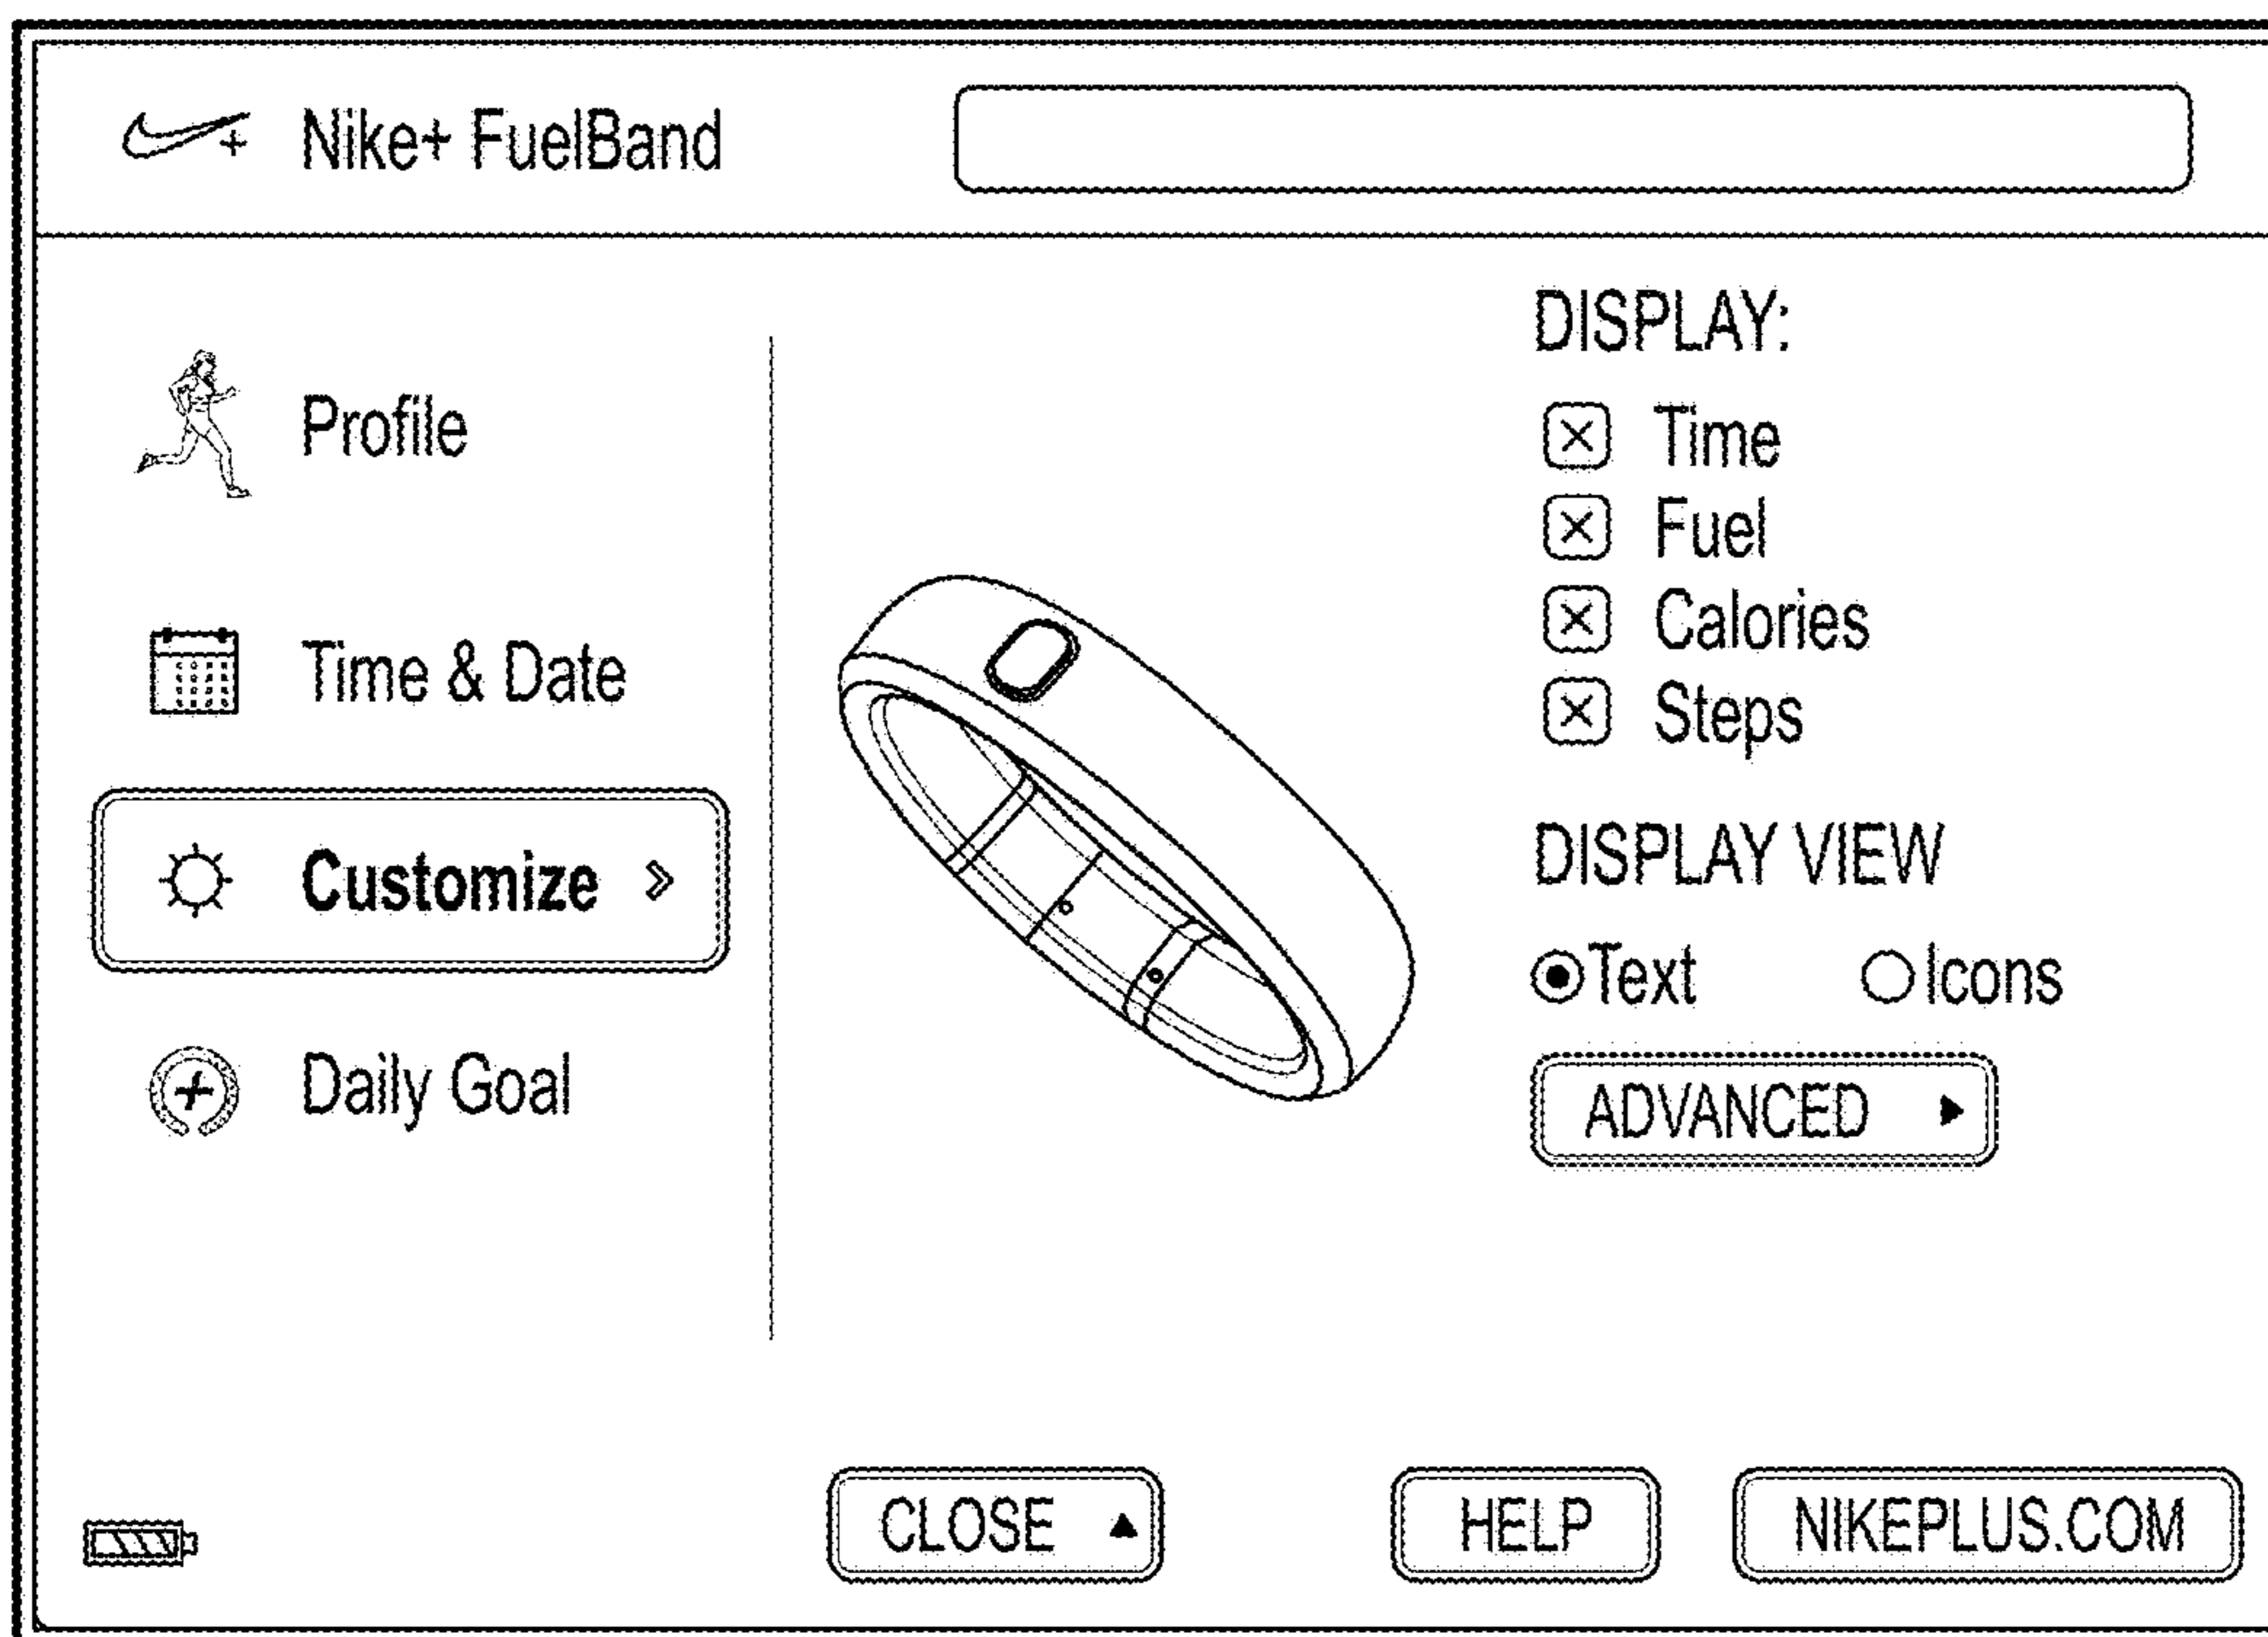 Nike+ FuelBand
Profile
Time & Date
Customize »
Daily Goal
DISPLAY:
Time
Fuel
Calories
Steps
DISPLAY VIEW
Text
Icons
ADVANCED
CLOSE
HELP
NIKEPLUS.COM